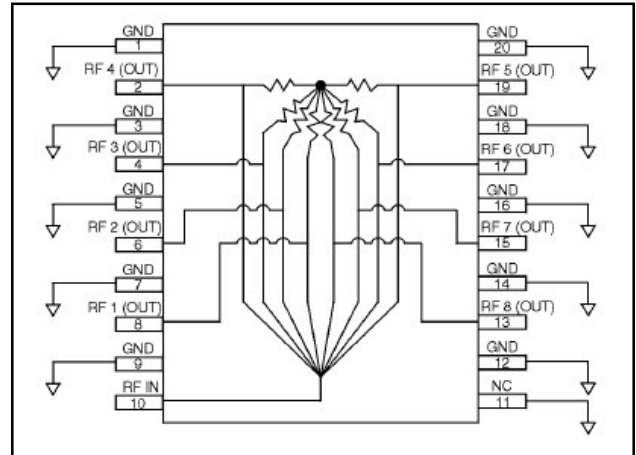 GND
1
RF 4 (OUT)
2
GND
3
RF 3 (OUT)
4
GND
5
RF 2 (OUT)
6
GND
7
RF 1 (OUT)
8
GND
9
RF IN
10
GND
20
RF 5 (OUT)
19
GND
18
RF 6 (OUT)
17
GND
16
RF 7 (OUT)
15
GND
14
RF 8 (OUT)
13
GND
12
NC
11